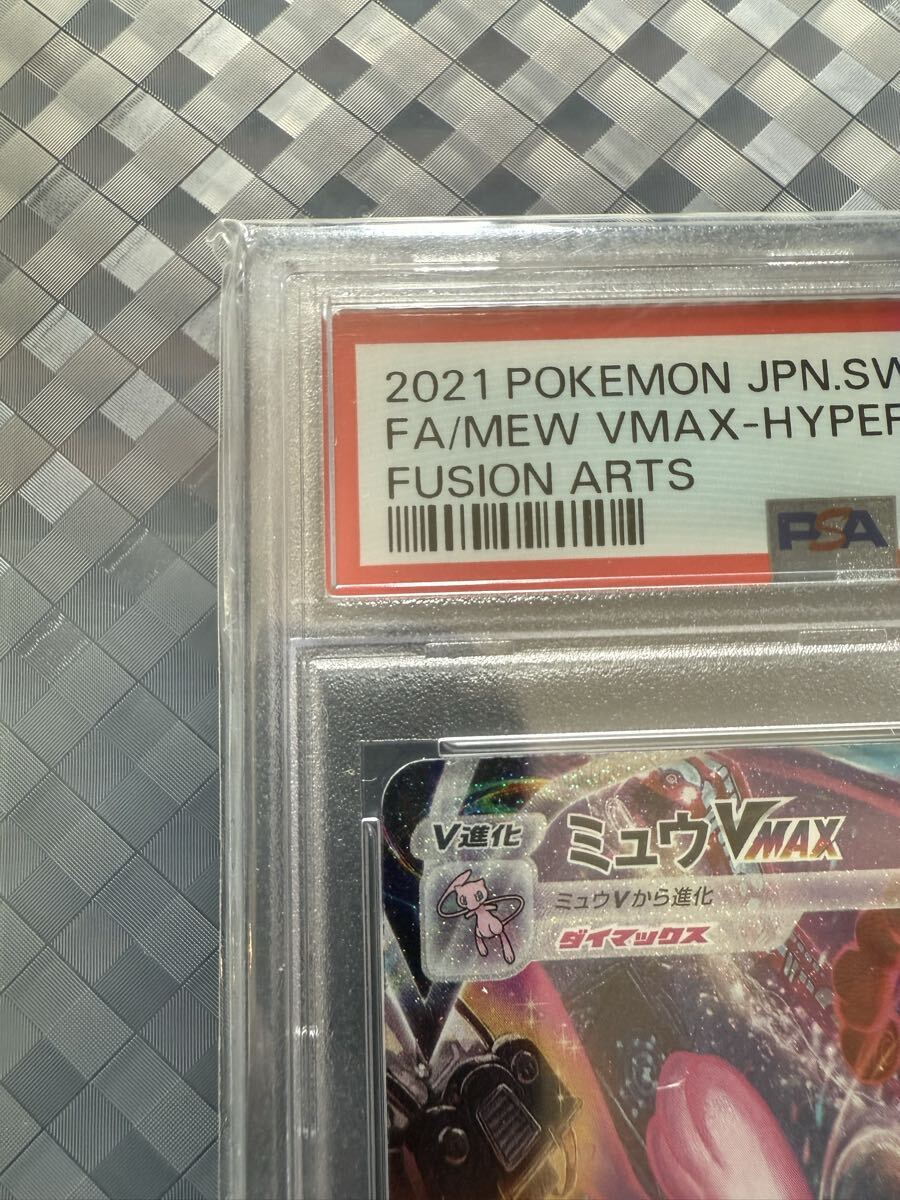 2021 POKEMON JPN.SW
FA/MEW VMAX-HYPER
FUSION ARTS
PSA
V進化
ミュウVMAX
ミュウVから進化
ダイマックス